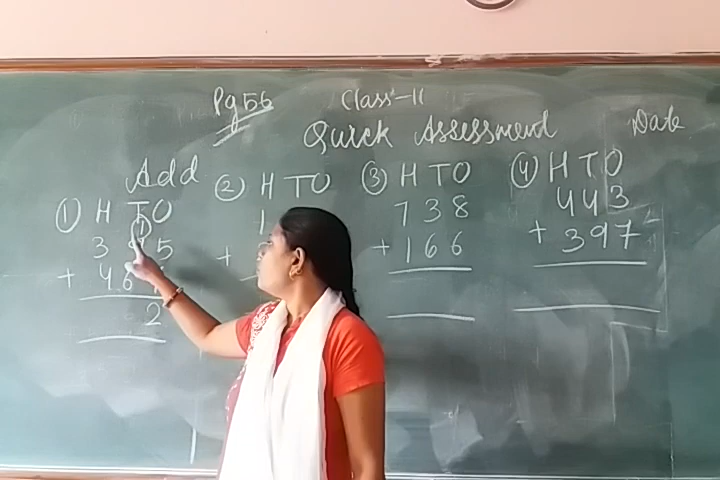 Pg 56 Class-II
Quick Assessment Date
Add
① H T O
1
3 5
+ 4 6
2
② H T O
1
+
③ H T O
7 3 8
+ 1 6 6
④ H T O
4 4 3
+ 3 9 7